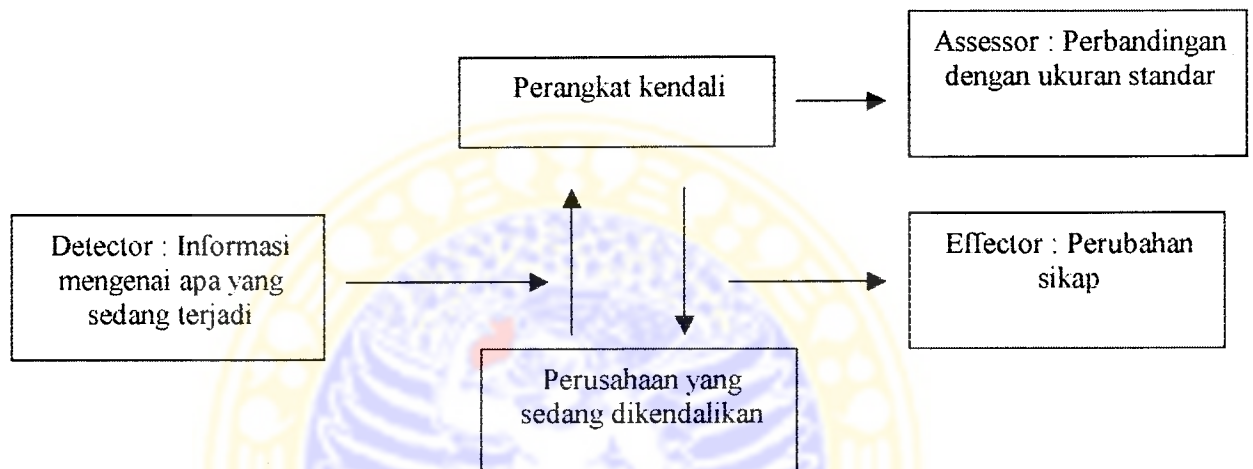 Assessor : Perbandingan
dengan ukuran standar
Perangkat kendali
Detector : Informasi
mengenai apa yang
sedang terjadi
Effector : Perubahan
sikap
Perusahaan yang
sedang dikendalikan